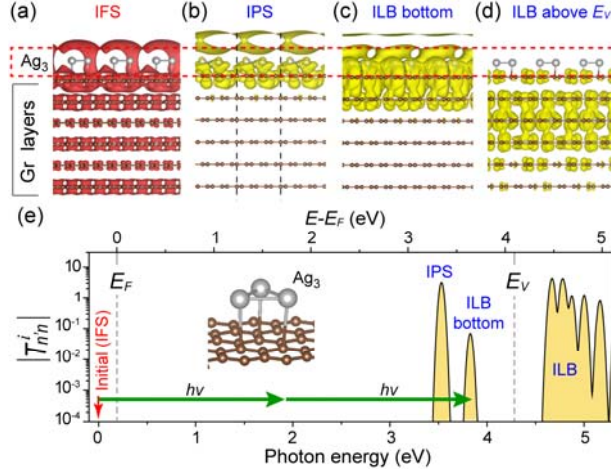 (a) IFS (b) IPS (c) ILB bottom (d) ILB above E_V
Ag3
Gr layers
(e) E-E_F (eV)
0 1 2 3 4 5
Ag3
E_F
E_V
IPS
ILB bottom
ILB
Initial (IFS)
hν hν
|T^i_n'n|
10
1
10^-1
10^-2
10^-3
10^-4
0 1 2 3 4 5
Photon energy (eV)